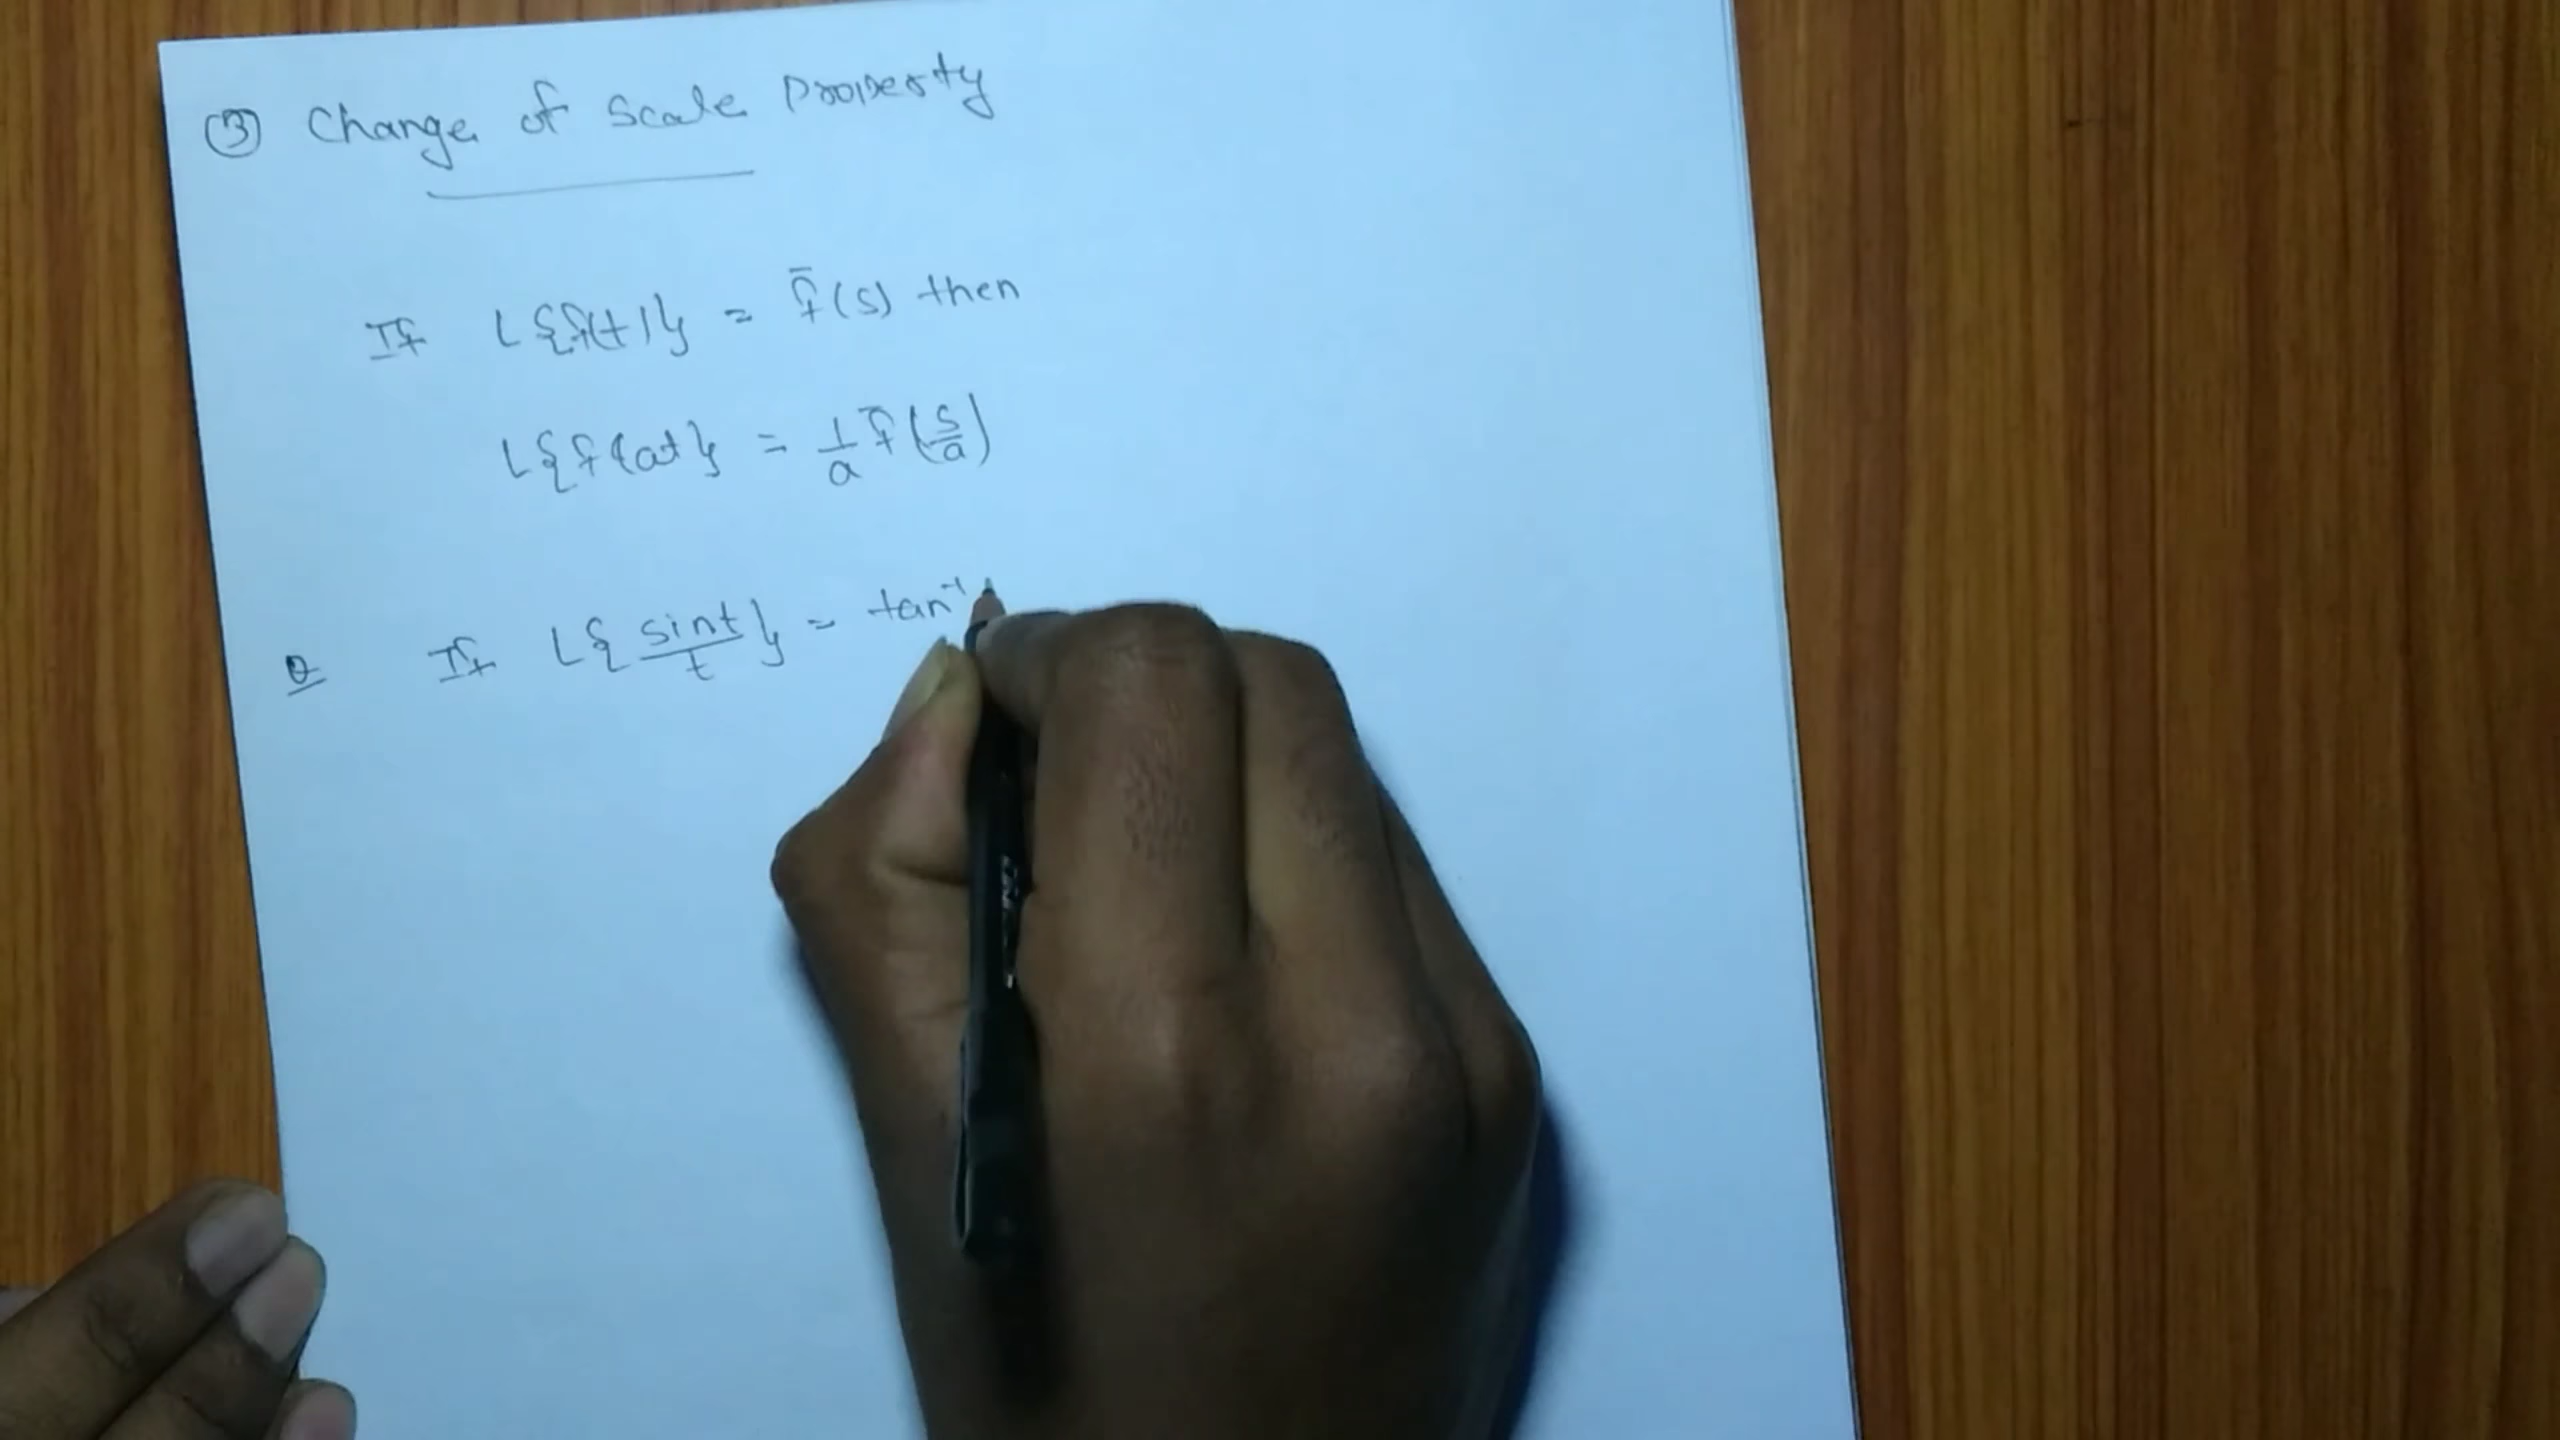 ③ Change of Scale Property
If L{f(t)} = f̄(s) then
L{f(at} = 1/a f̄(s/a)
Q If L{sint/t} = tan⁻¹